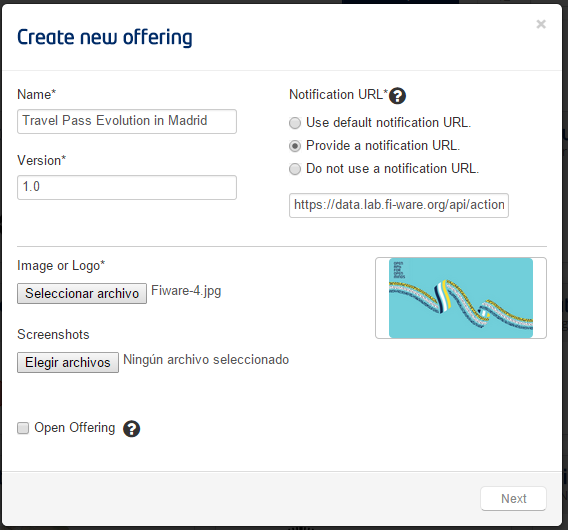 Create new offering
×
Name*
Travel Pass Evolution in Madrid
Version*
1.0
Notification URL* ?
Use default notification URL.
Provide a notification URL.
Do not use a notification URL.
https://data.lab.fi-ware.org/api/action
Image or Logo*
Seleccionar archivo Fiware-4.jpg
Screenshots
Elegir archivos Ningún archivo seleccionado
Open Offering ?
Next